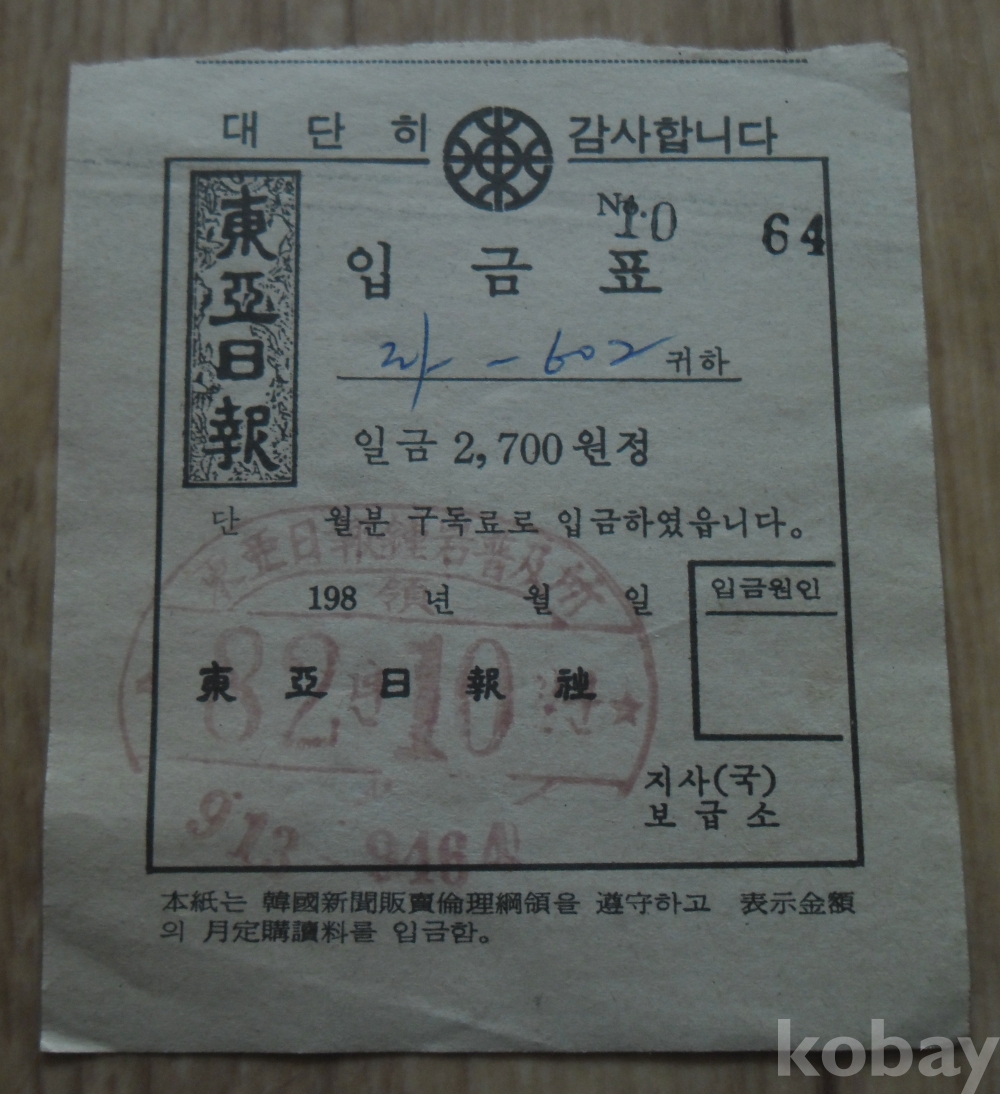 대 단 히 감사합니다
東亞日報
No. 10 64
입 금 표
라 - 602 귀하
일금 2,700원정
단 월분 구독료로 입금하였읍니다。
198 년 월 일
입금원인
東 亞 日 報 社
領
82 10
946
지사(국)
보 급 소
本紙는 韓國新聞販賣倫理綱領을 遵守하고 表示金額
의 月定購讀料를 입금함。
kobay